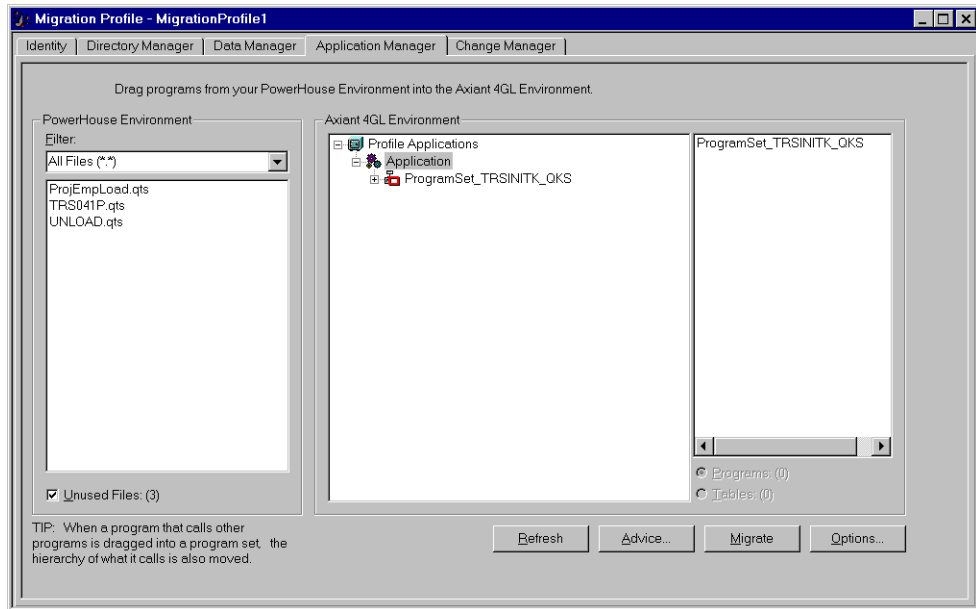 Migration Profile - MigrationProfile1
Identity
Directory Manager
Data Manager
Application Manager
Change Manager
Drag programs from your PowerHouse Environment into the Axiant 4GL Environment.
PowerHouse Environment
Filter:
All Files (*.*)
ProjEmpLoad.qts
TRS041P.qts
UNLOAD.qts
Unused Files: (3)
TIP: When a program that calls other
programs is dragged into a program set, the
hierarchy of what it calls is also moved.
Axiant 4GL Environment
Profile Applications
Application
ProgramSet_TRSINITK_QKS
ProgramSet_TRSINITK_QKS
Programs: (0)
Tables: (0)
Refresh
Advice...
Migrate
Options...